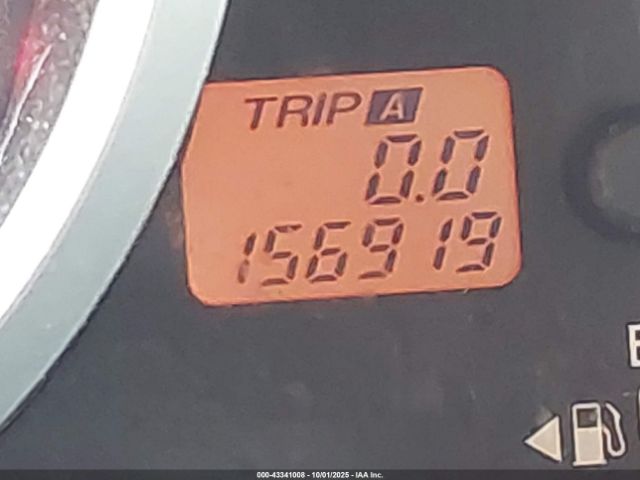 TRIP A
0.0
156919
E
000-43341008 - 10/01/2025 - IAA Inc.